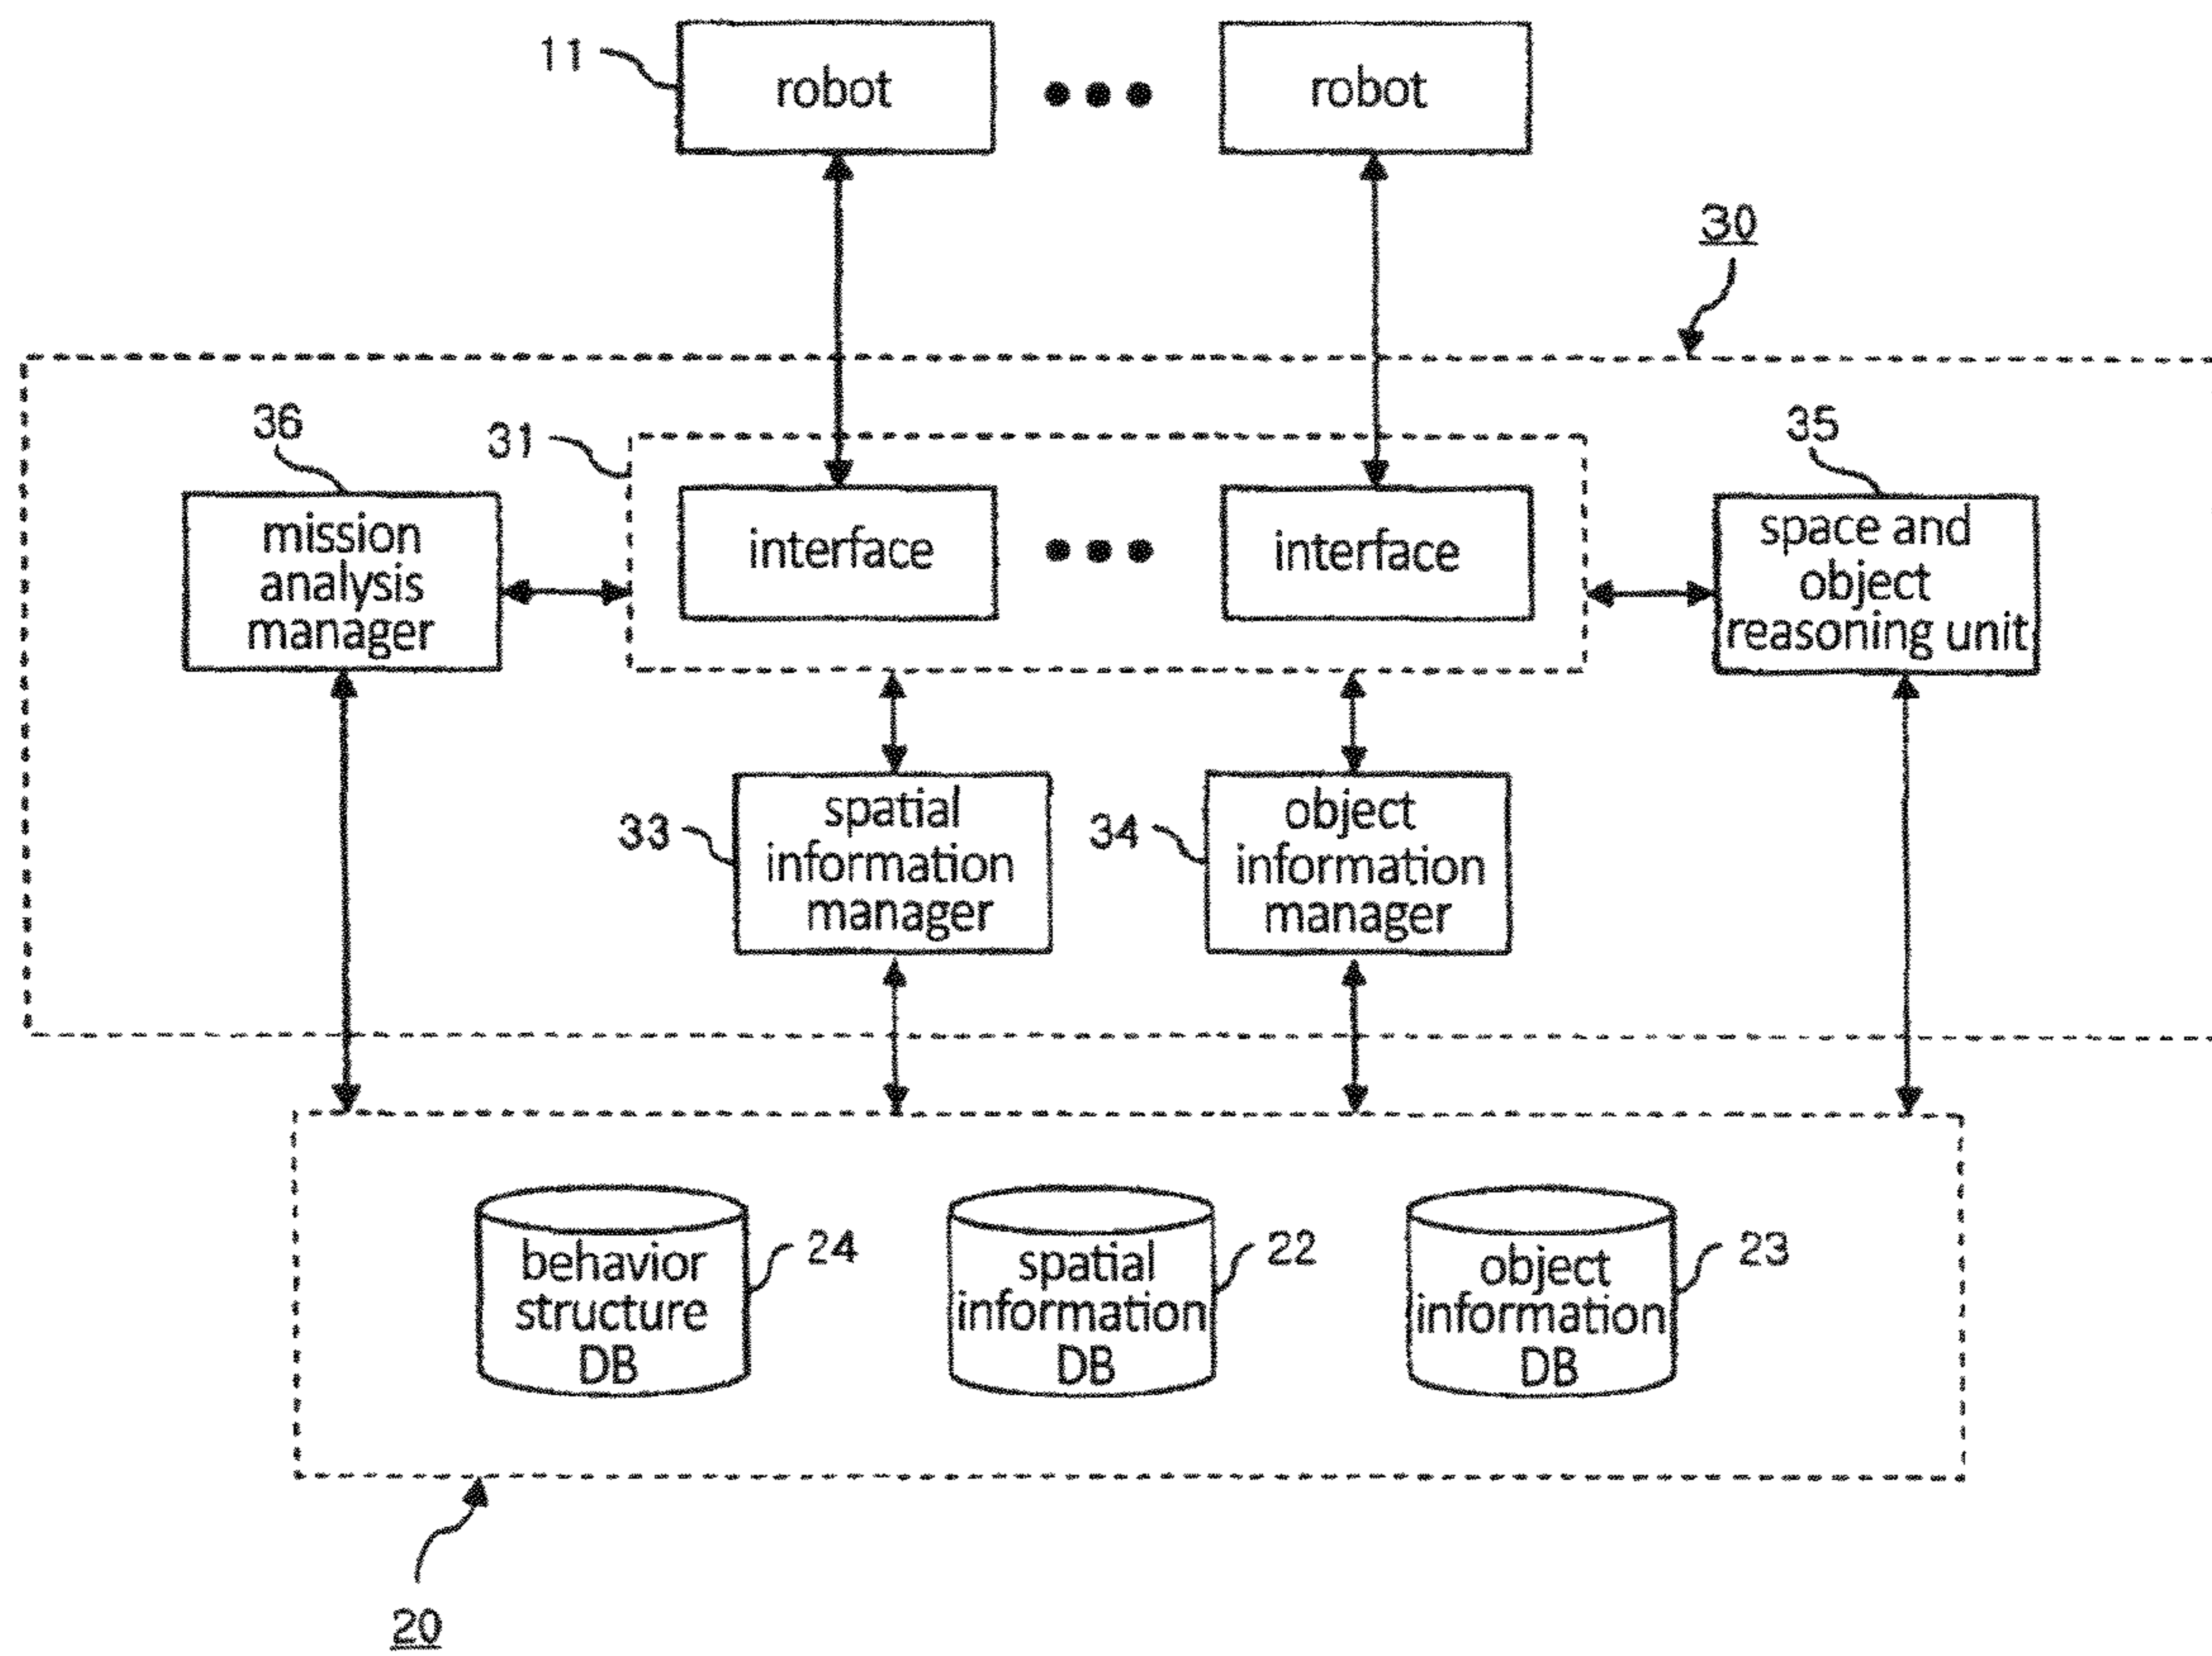 11
robot
robot
30
36
31
35
mission
analysis
manager
interface
interface
space and
object
reasoning unit
33
spatial
information
manager
34
object
information
manager
behavior
structure
DB
24
spatial
information
DB
22
object
information
DB
23
20